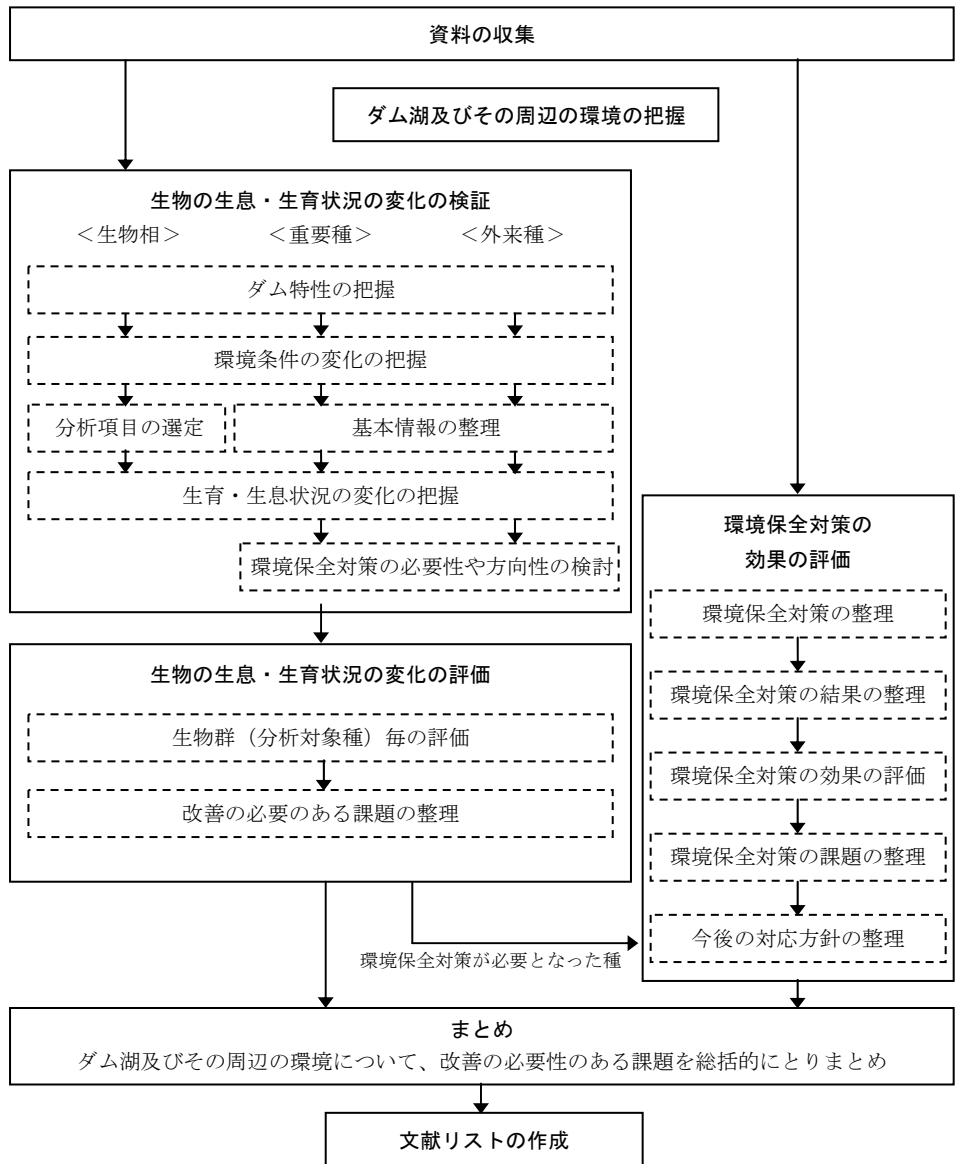 資料の収集
ダム湖及びその周辺の環境の把握
生物の生息・生育状況の変化の検証
＜生物相＞
＜重要種＞
＜外来種＞
ダム特性の把握
環境条件の変化の把握
分析項目の選定
基本情報の整理
生育・生息状況の変化の把握
環境保全対策の必要性や方向性の検討
生物の生息・生育状況の変化の評価
生物群（分析対象種）毎の評価
改善の必要のある課題の整理
環境保全対策の
効果の評価
環境保全対策の整理
環境保全対策の結果の整理
環境保全対策の効果の評価
環境保全対策の課題の整理
今後の対応方針の整理
環境保全対策が必要となった種
まとめ
ダム湖及びその周辺の環境について、改善の必要性のある課題を総括的にとりまとめ
文献リストの作成